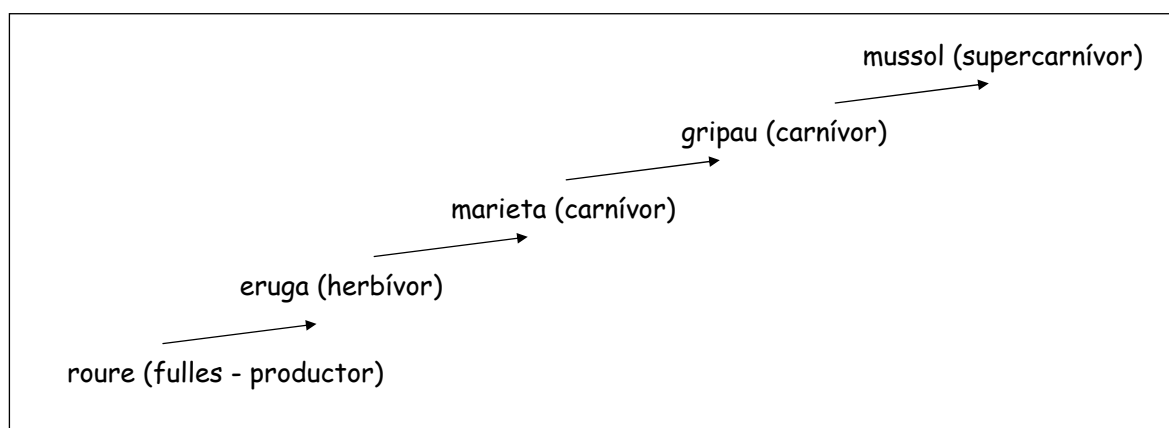 mussol (supercarnívor)
gripau (carnívor)
marieta (carnívor)
eruga (herbívor)
roure (fulles - productor)